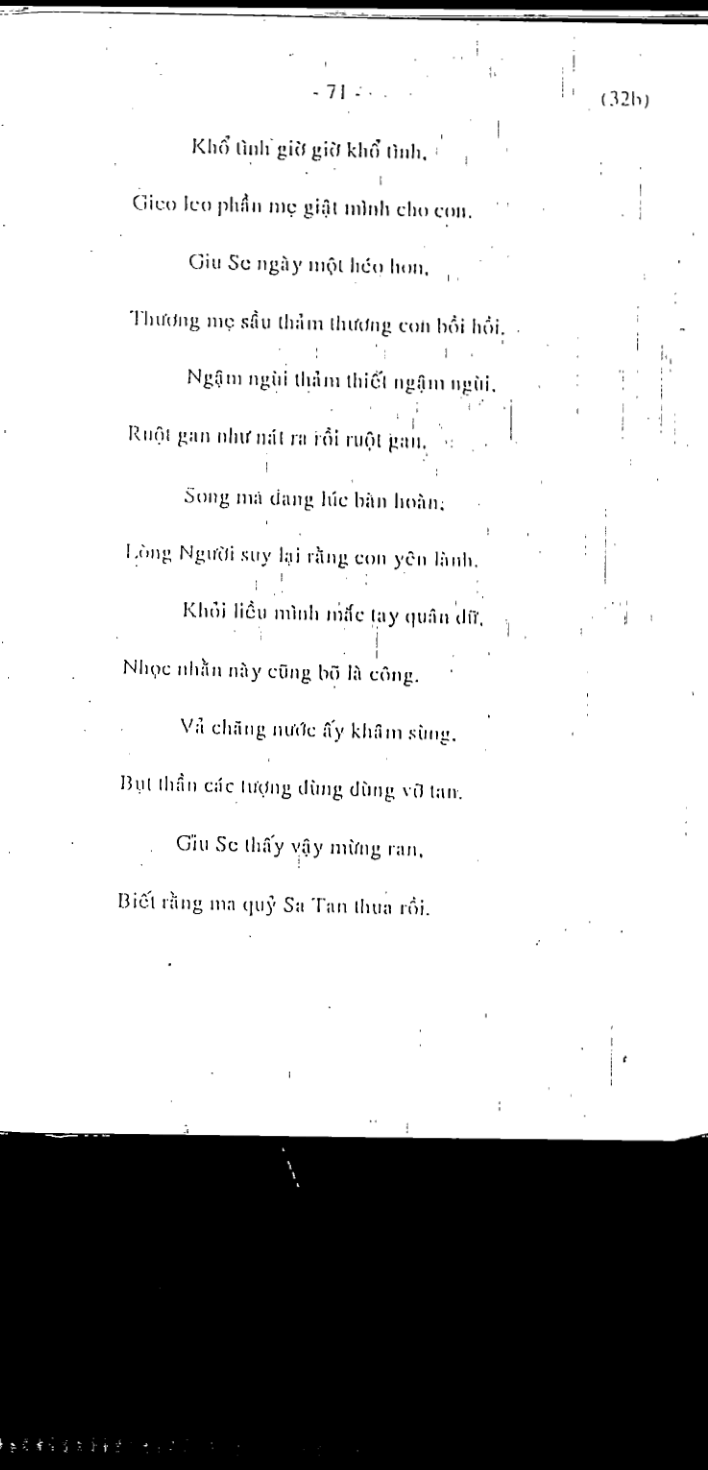 - 71 -
(32b)
Khổ tình giờ giờ khổ tình,
Gieo leo phần mẹ giật mình cho con.
Giu Se ngày một héo hon,
Thương mẹ sầu thảm thương con bồi hồi.
Ngậm ngùi thảm thiết ngậm ngùi,
Ruột gan như nát ra rồi ruột gan.
Song mà đang lúc bàn hoàn,
Lòng Người suy lại rằng con yên lành.
Khỏi liều mình mắc tay quân dữ,
Nhọc nhằn này cũng bõ là công.
Vả chăng nước ấy khâm sùng,
Bụt thần các tượng đùng đùng vỡ tan.
Giu Se thấy vậy mừng ran,
Biết rằng ma quỷ Sa Tan thua rồi.